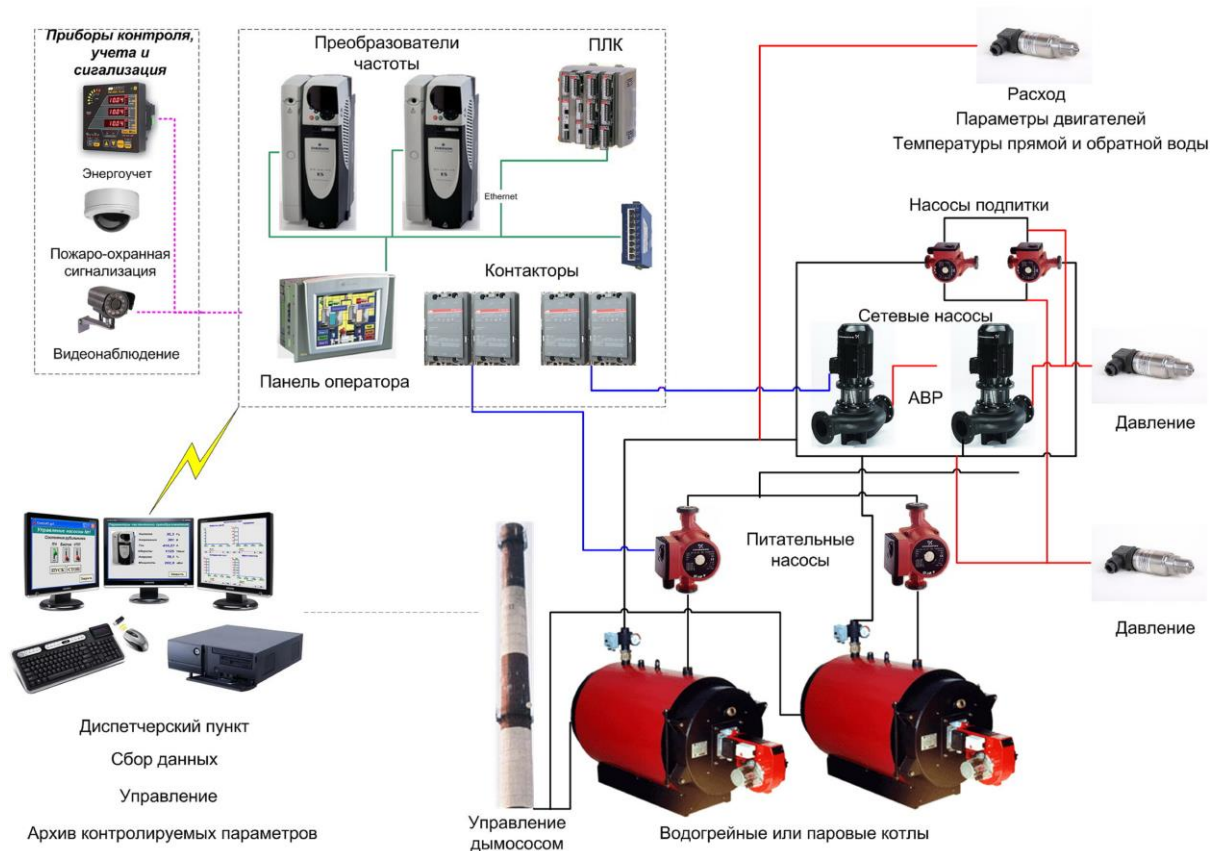 Приборы контроля,
учета и
сигализация
Энергоучет
Пожаро-охранная
сигнализация
Видеонаблюдение
Преобразователи
частоты
ПЛК
Ethernet
Панель оператора
Контакторы
Расход
Параметры двигателей
Температуры прямой и обратной воды
Насосы подпитки
Сетевые насосы
АВР
Давление
Питательные
насосы
Давление
Диспетчерский пункт
Сбор данных
Управление
Архив контролируемых параметров
Управление
дымососом
Водогрейные или паровые котлы